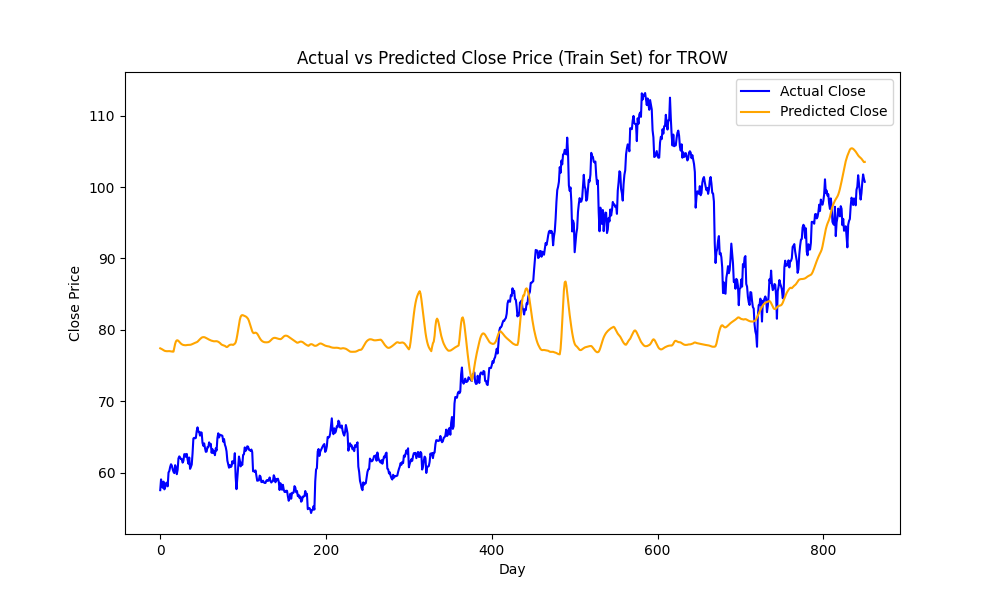 Actual vs Predicted Close Price (Train Set) for TROW
Actual Close
Predicted Close
Close Price
110
100
90
80
70
60
0
200
400
600
800
Day